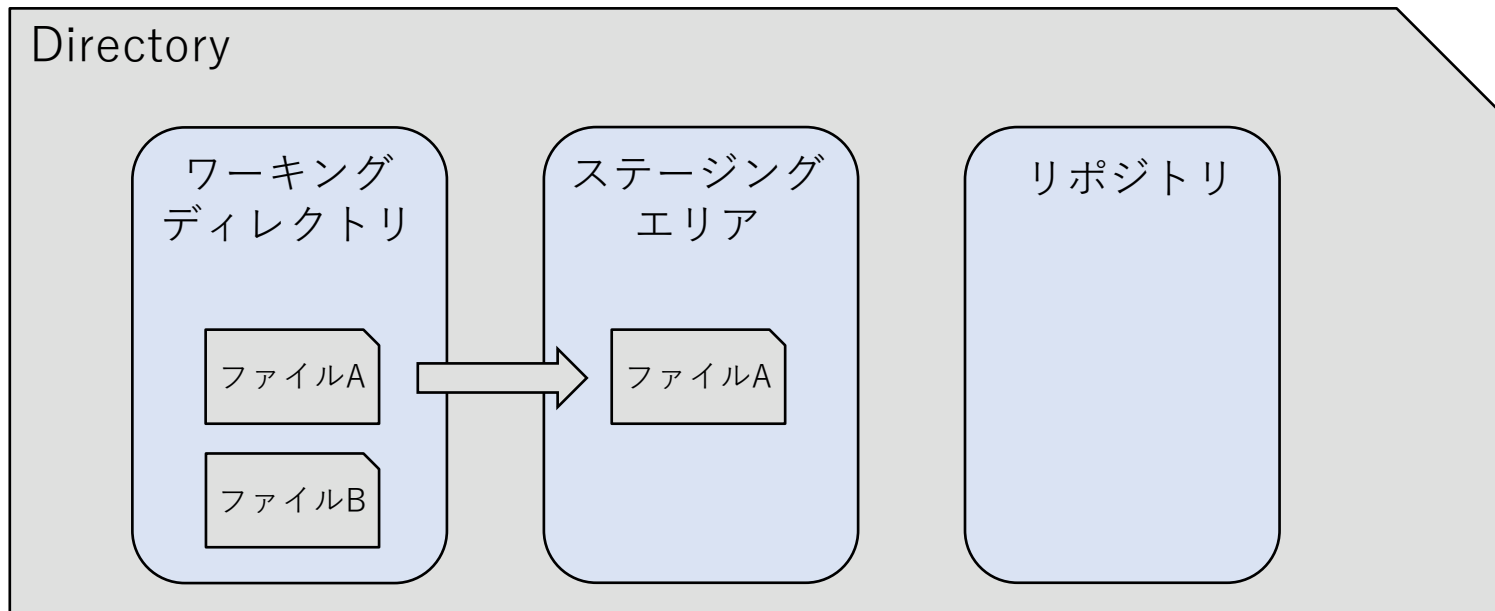 Directory
ワーキング
ディレクトリ
ステージング
エリア
リポジトリ
ファイルA
ファイルA
ファイルB